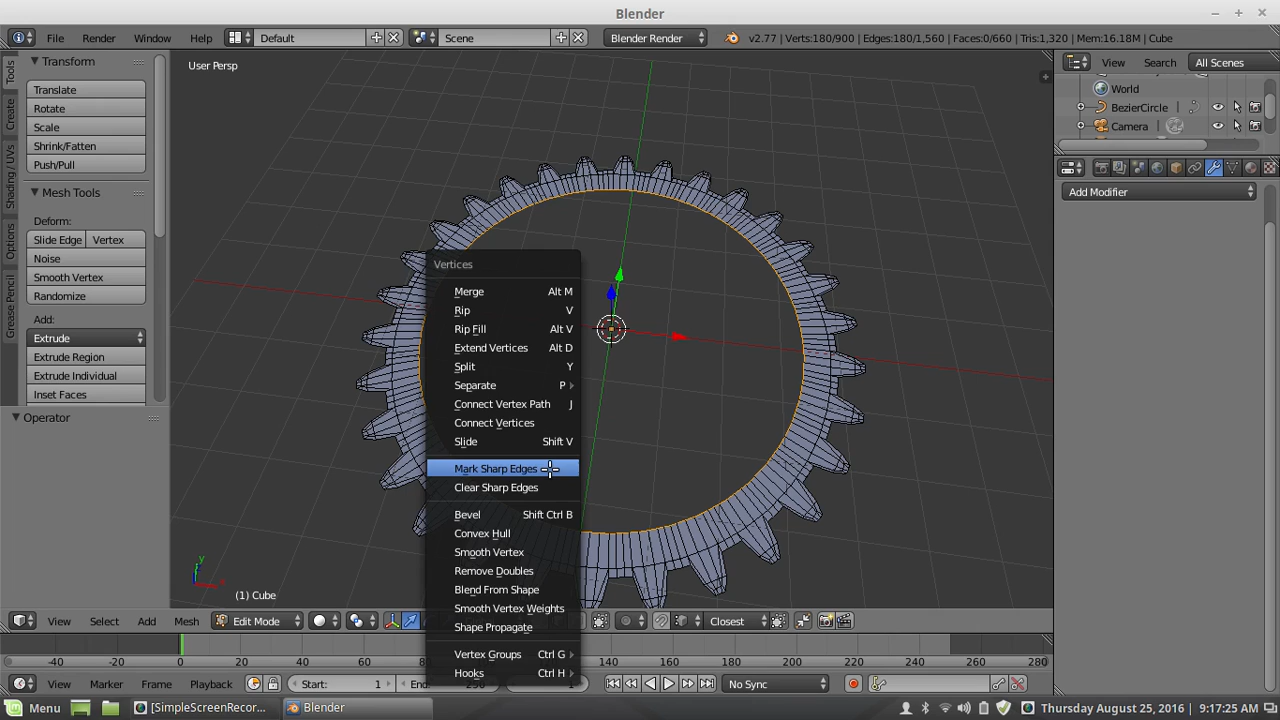 Blender
File Render Window Help Default Scene Blender Render v2.77 | Verts:180/900 | Edges:180/1,560 | Faces:0/660 | Tris:1,320 | Mem:16.18M | Cube
Tools
Create
Shading / UVs
Options
Grease Pencil
Transform
Translate
Rotate
Scale
Shrink/Fatten
Push/Pull
Mesh Tools
Deform:
Slide Edge Vertex
Noise
Smooth Vertex
Randomize
Add:
Extrude
Extrude Region
Extrude Individual
Inset Faces
Operator
User Persp
Vertices
Merge Alt M
Rip V
Rip Fill Alt V
Extend Vertices Alt D
Split Y
Separate P
Connect Vertex Path J
Connect Vertices
Slide Shift V
Mark Sharp Edges
Clear Sharp Edges
Bevel Shift Ctrl B
Convex Hull
Smooth Vertex
Remove Doubles
Blend From Shape
Smooth Vertex Weights
Shape Propagate
Vertex Groups Ctrl G
Hooks Ctrl H
y
(1) Cube
View Search All Scenes
World
BezierCircle
Camera
Add Modifier
View Select Add Mesh Edit Mode Closest
-40 -20 0 20 40 60 80 140 160 180 200 220 240 260 280
View Marker Frame Playback Start: 1 End: No Sync
Menu [SimpleScreenRecor... Blender Thursday August 25, 2016 9:17:25 AM